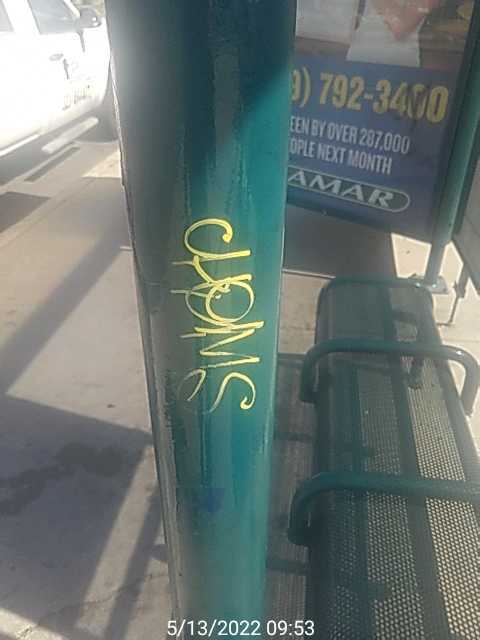 9) 792-3400
EEN BY OVER 287,000
OPLE NEXT MONTH
AMAR
CHOMS
5/13/2022 09:53